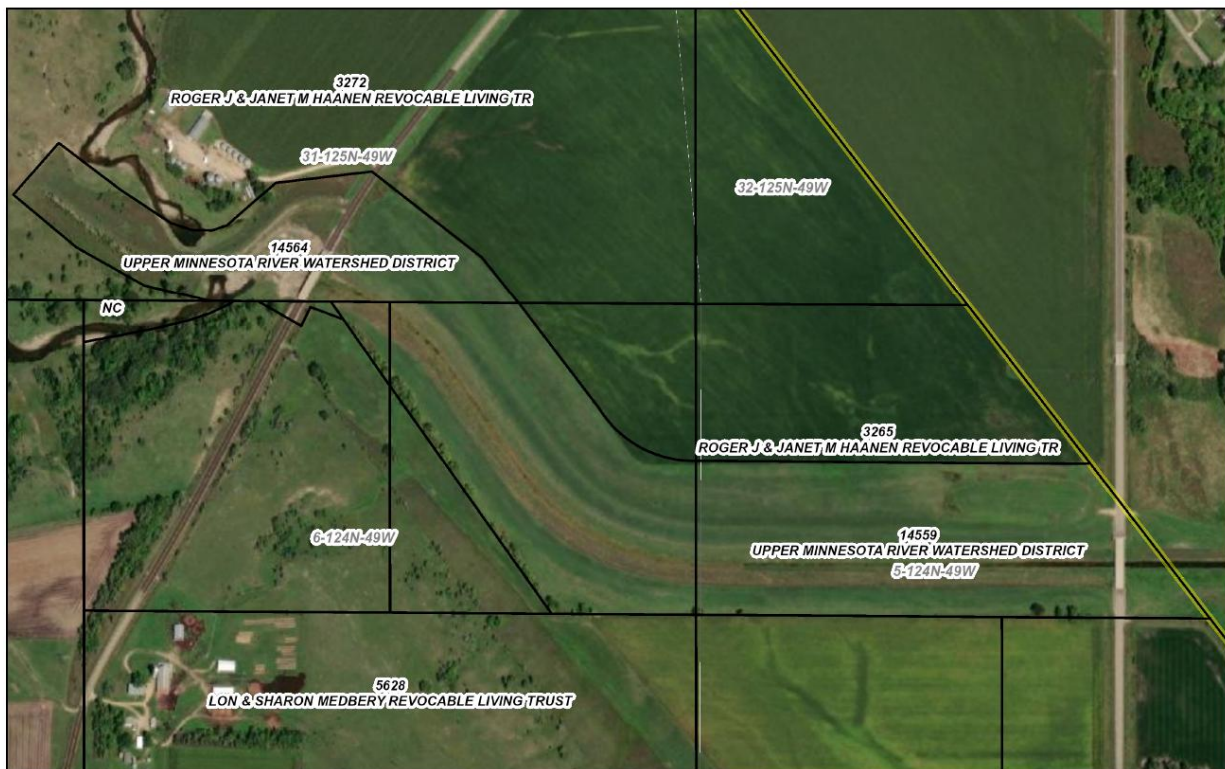 3272
ROGER J & JANET M HAANEN REVOCABLE LIVING TR
31-125N-49W
32-125N-49W
14564
UPPER MINNESOTA RIVER WATERSHED DISTRICT
NC
3265
ROGER J & JANET M HAANEN REVOCABLE LIVING TR
6-124N-49W
14559
UPPER MINNESOTA RIVER WATERSHED DISTRICT
5-124N-49W
5628
LON & SHARON MEDBERY REVOCABLE LIVING TRUST